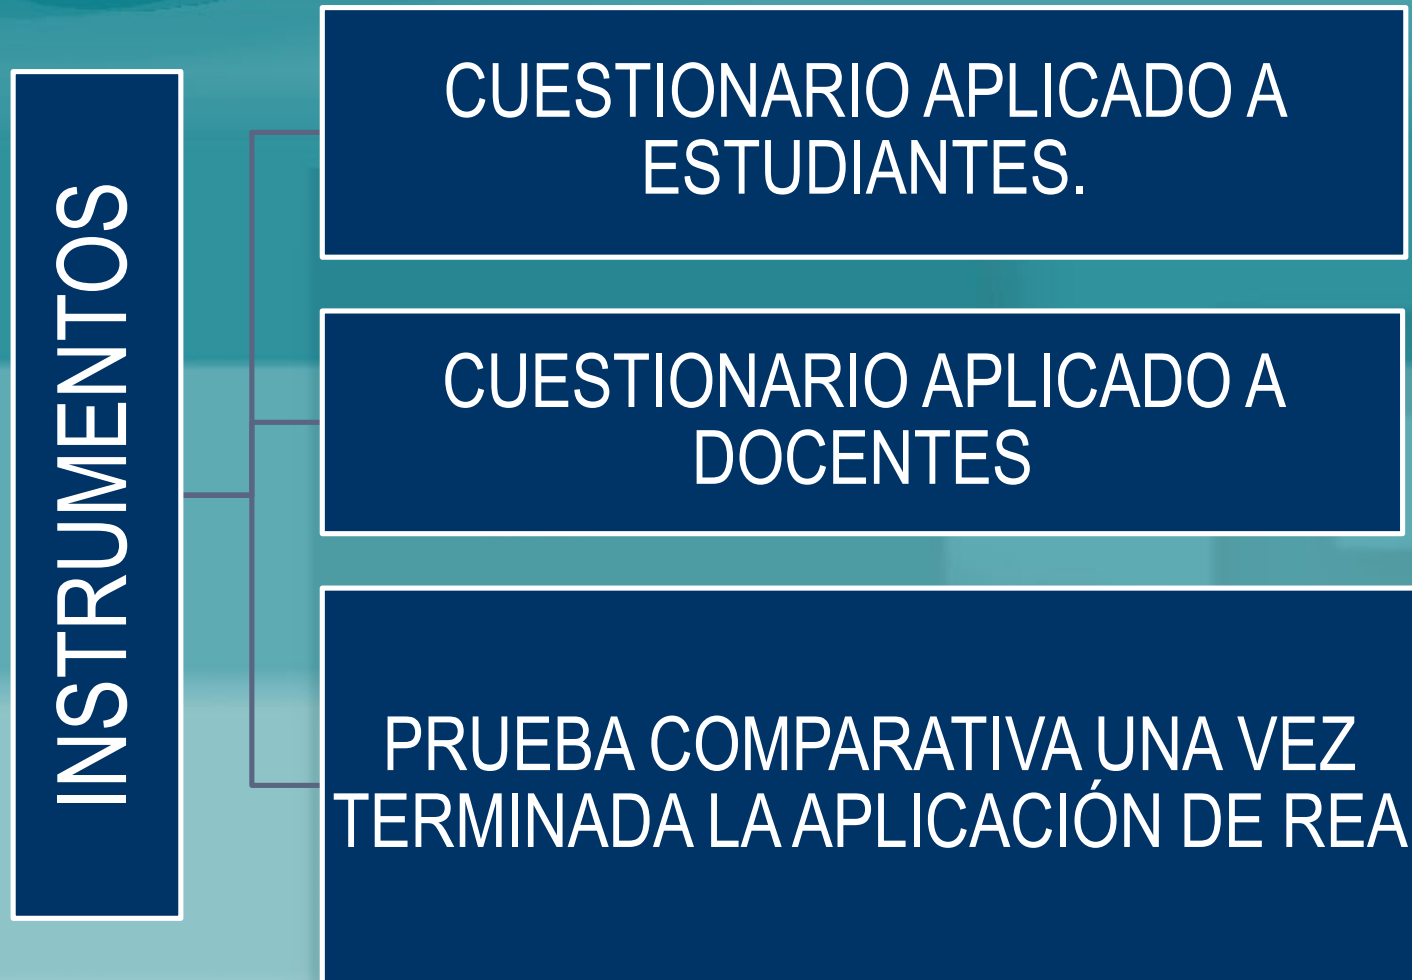 INSTRUMENTOS
CUESTIONARIO APLICADO A
ESTUDIANTES.
CUESTIONARIO APLICADO A
DOCENTES
PRUEBA COMPARATIVA UNA VEZ
TERMINADA LA APLICACIÓN DE REA